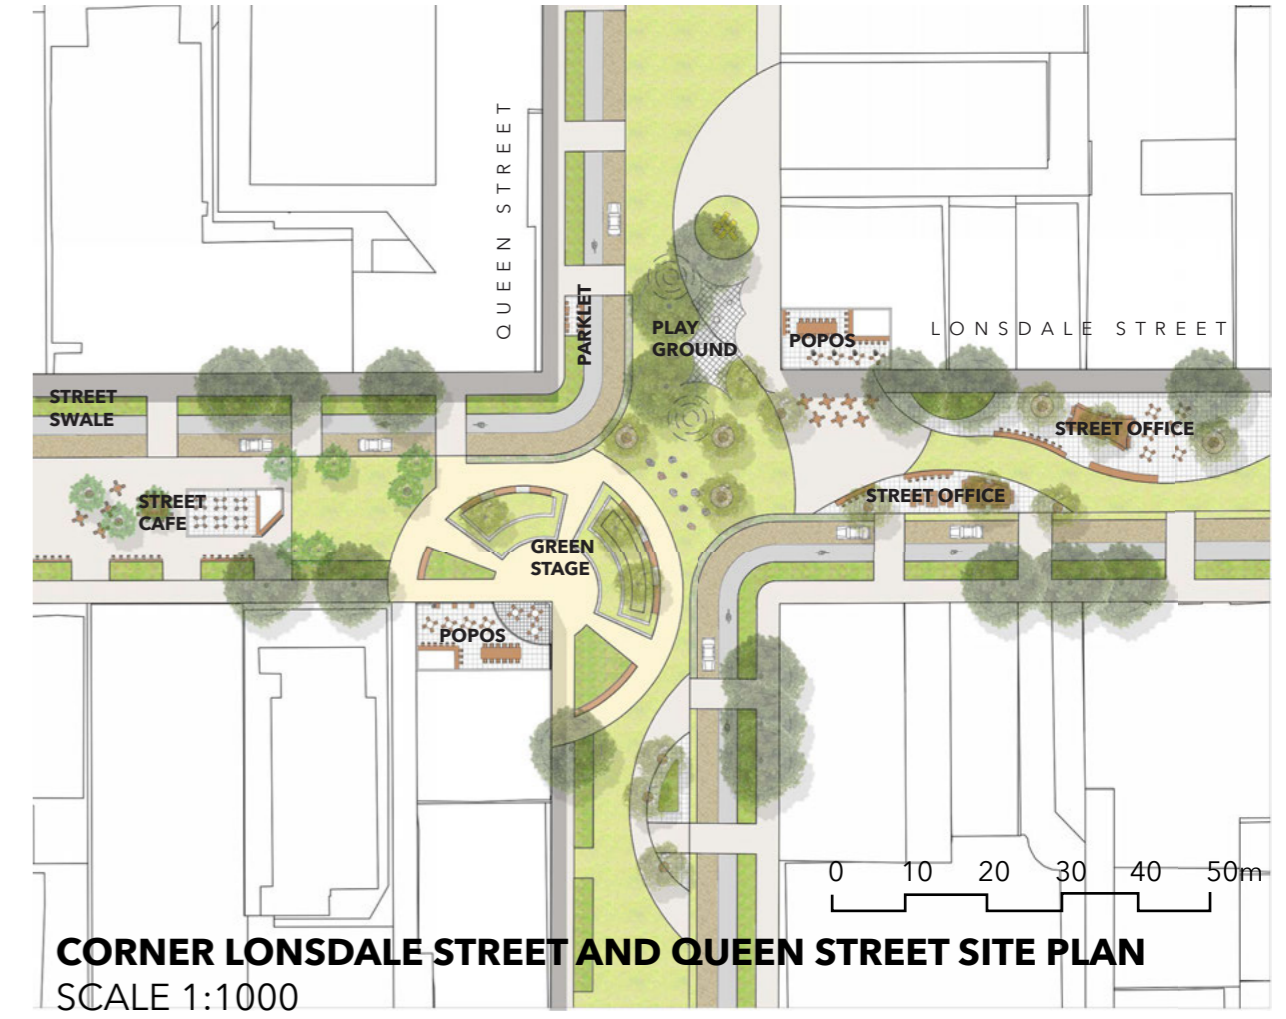 QUEEN STREET
PARKLET
PLAY
GROUND
POPOS
LONSDALE STREET
STREET
SWALE
STREET OFFICE
STREET
CAFE
STREET OFFICE
GREEN
STAGE
POPOS
0 10 20 30 40 50m
CORNER LONSDALE STREET AND QUEEN STREET SITE PLAN
SCALE 1:1000